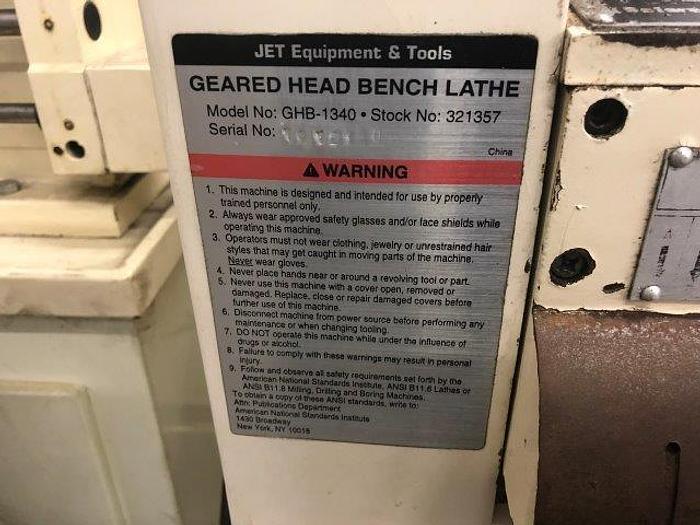 JET Equipment & Tools
GEARED HEAD BENCH LATHE
Model No: GHB-1340 • Stock No: 321357
Serial No:
China
WARNING
1. This machine is designed and intended for use by properly
trained personnel only.
2. Always wear approved safety glasses and/or face shields while
operating this machine.
3. Operators must not wear clothing, jewelry or unrestrained hair
styles that may get caught in moving parts of the machine.
Never wear gloves.
4. Never place hands near or around a revolving tool or part.
5. Never use this machine with a cover open, removed or
damaged. Replace, close or repair damaged covers before
further use of this machine.
6. Disconnect machine from power source before performing any
maintenance or when changing tooling.
7. DO NOT operate this machine while under the influence of
drugs or alcohol.
8. Failure to comply with these warnings may result in personal
injury.
9. Follow and observe all safety requirements set forth by the
American National Standards Institute, ANSI B11.6 Lathes or
ANSI B11.8 Milling, Drilling and Boring Machines.
To obtain a copy of these ANSI standards, write to:
Attn: Publications Department
American National Standards Institute
1430 Broadway
New York, NY 10018